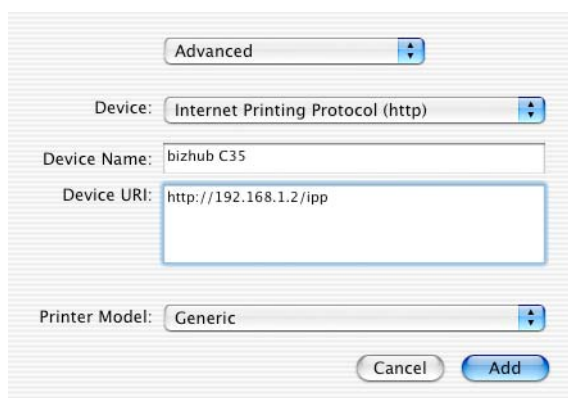 Advanced
Device: Internet Printing Protocol (http)
Device Name: bizhub C35
Device URI: http://192.168.1.2/ipp
Printer Model: Generic
Cancel Add